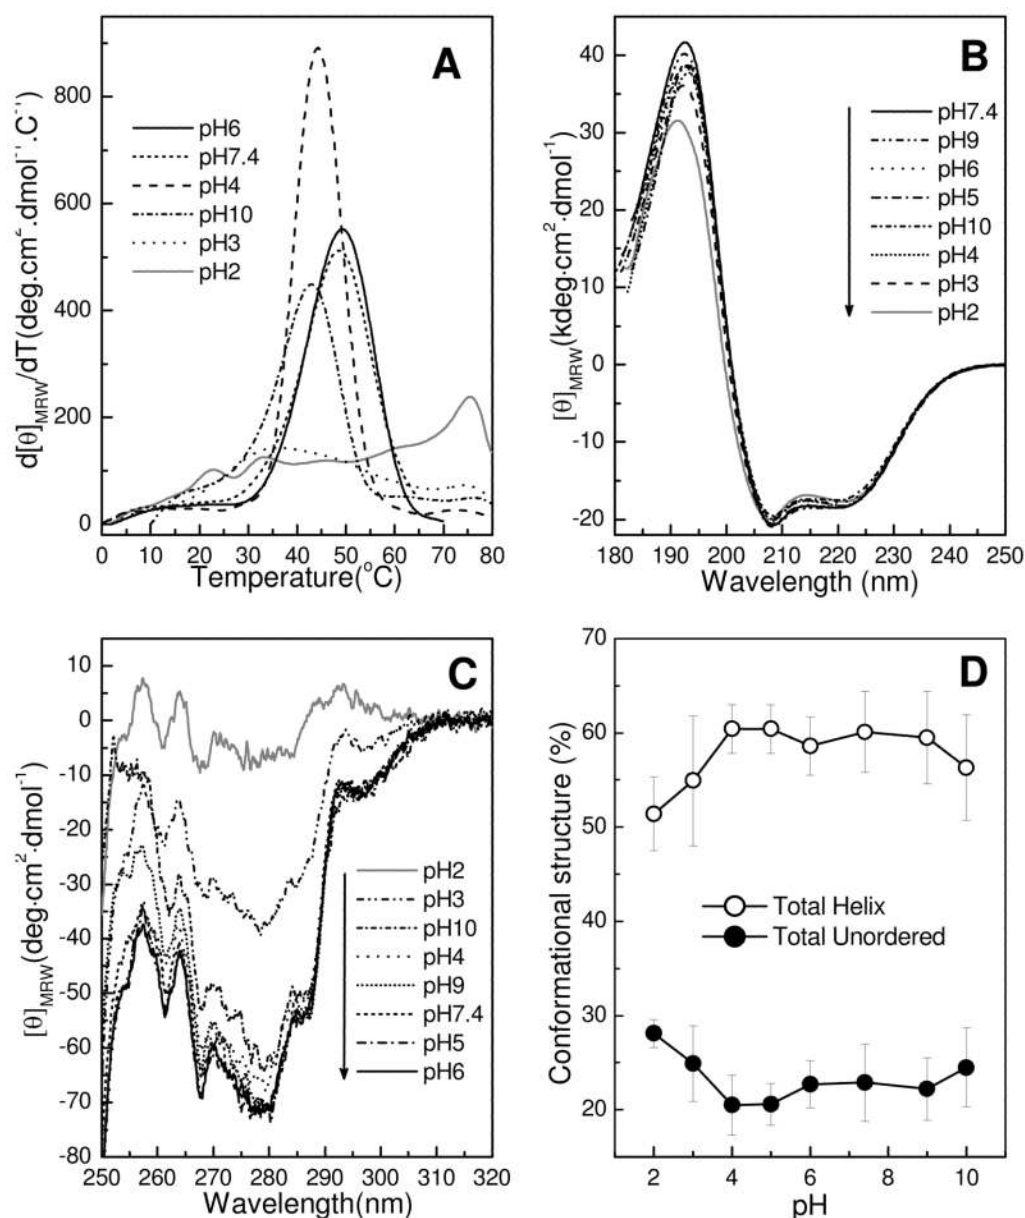 A
d[θ]MRW/dT(deg.cm².dmol⁻¹.C⁻¹)
800
600
400
200
0
pH6
pH7.4
pH4
pH10
pH3
pH2
0 10 20 30 40 50 60 70 80
Temperature(°C)
B
[θ]MRW(kdeg·cm²·dmol⁻¹)
40
30
20
10
0
-10
-20
pH7.4
pH9
pH6
pH5
pH10
pH4
pH3
pH2
180 190 200 210 220 230 240 250
Wavelength (nm)
C
[θ]MRW(deg·cm²·dmol⁻¹)
10
0
-10
-20
-30
-40
-50
-60
-70
-80
pH2
pH3
pH10
pH4
pH9
pH7.4
pH5
pH6
250 260 270 280 290 300 310 320
Wavelength(nm)
D
Conformational structure (%)
70
60
50
40
30
20
Total Helix
Total Unordered
2 4 6 8 10
pH